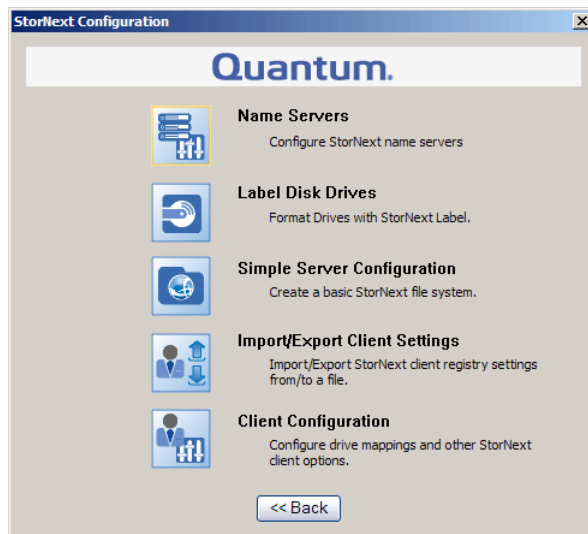 StorNext Configuration
Quantum.
Name Servers
Configure StorNext name servers
Label Disk Drives
Format Drives with StorNext Label.
Simple Server Configuration
Create a basic StorNext file system.
Import/Export Client Settings
Import/Export StorNext client registry settings
from/to a file.
Client Configuration
Configure drive mappings and other StorNext
client options.
<< Back